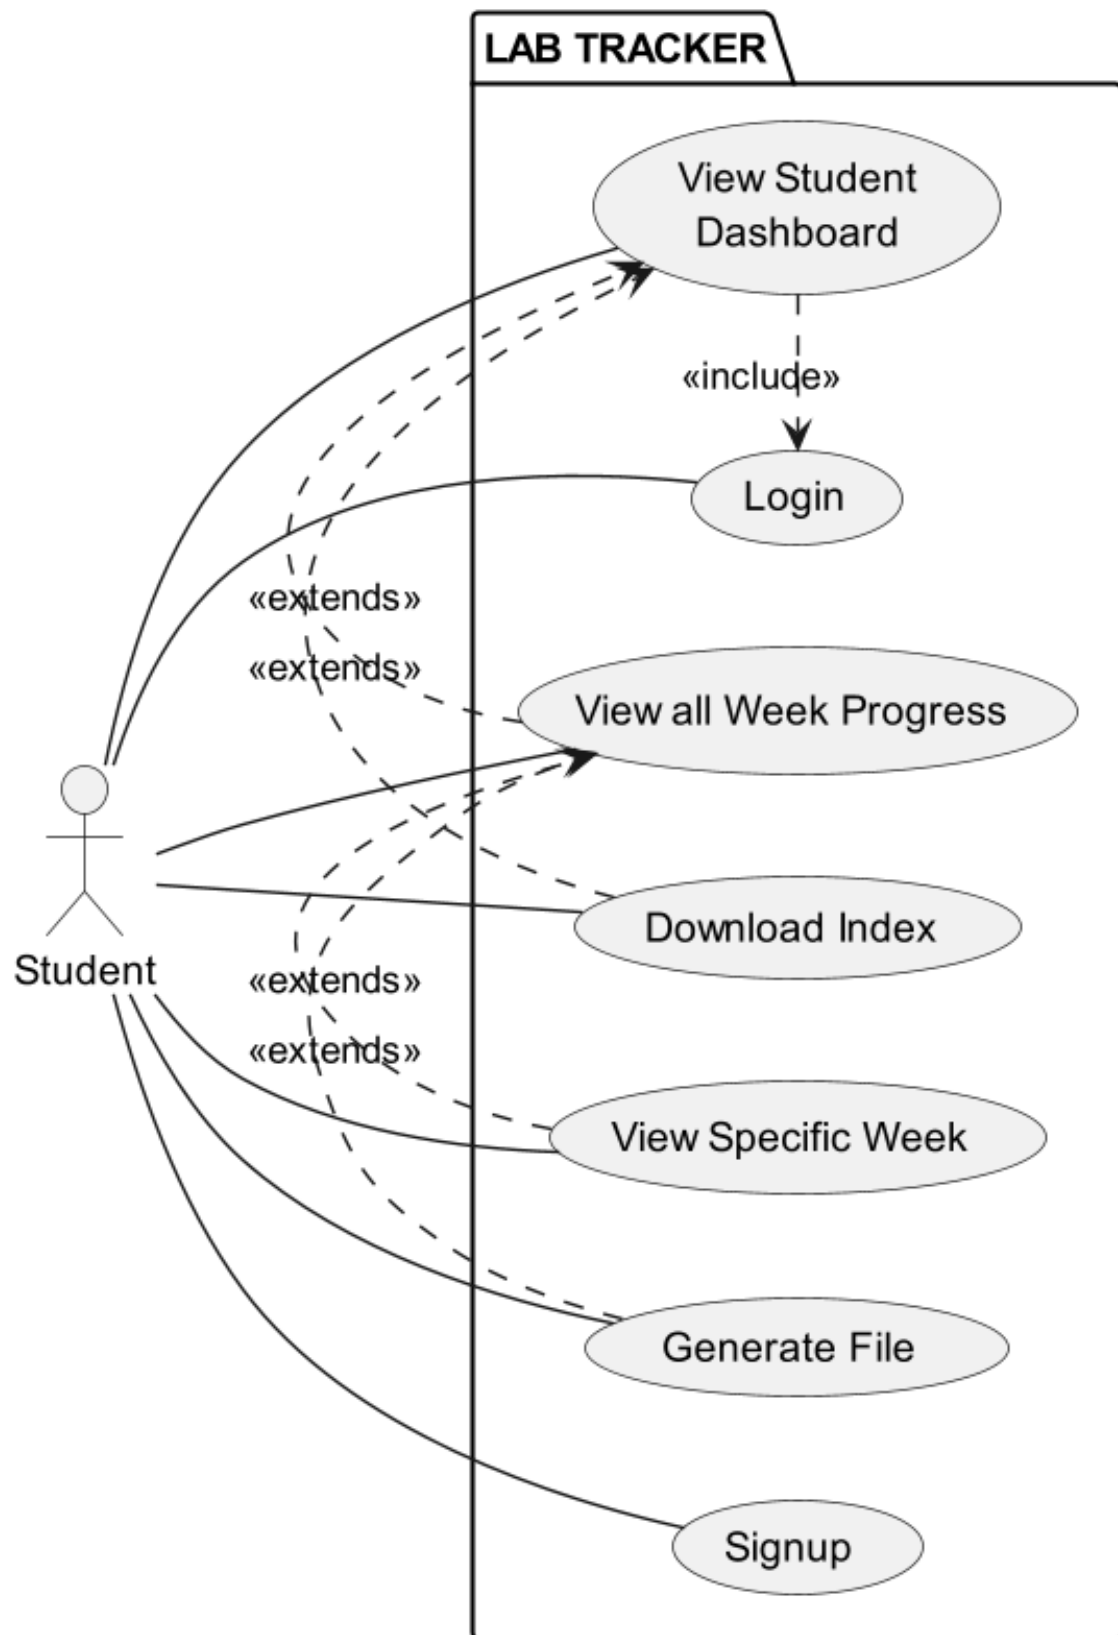 LAB TRACKER
View Student
Dashboard
«include»
Login
«extends»
«extends»
View all Week Progress
Download Index
Student
«extends»
«extends»
View Specific Week
Generate File
Signup